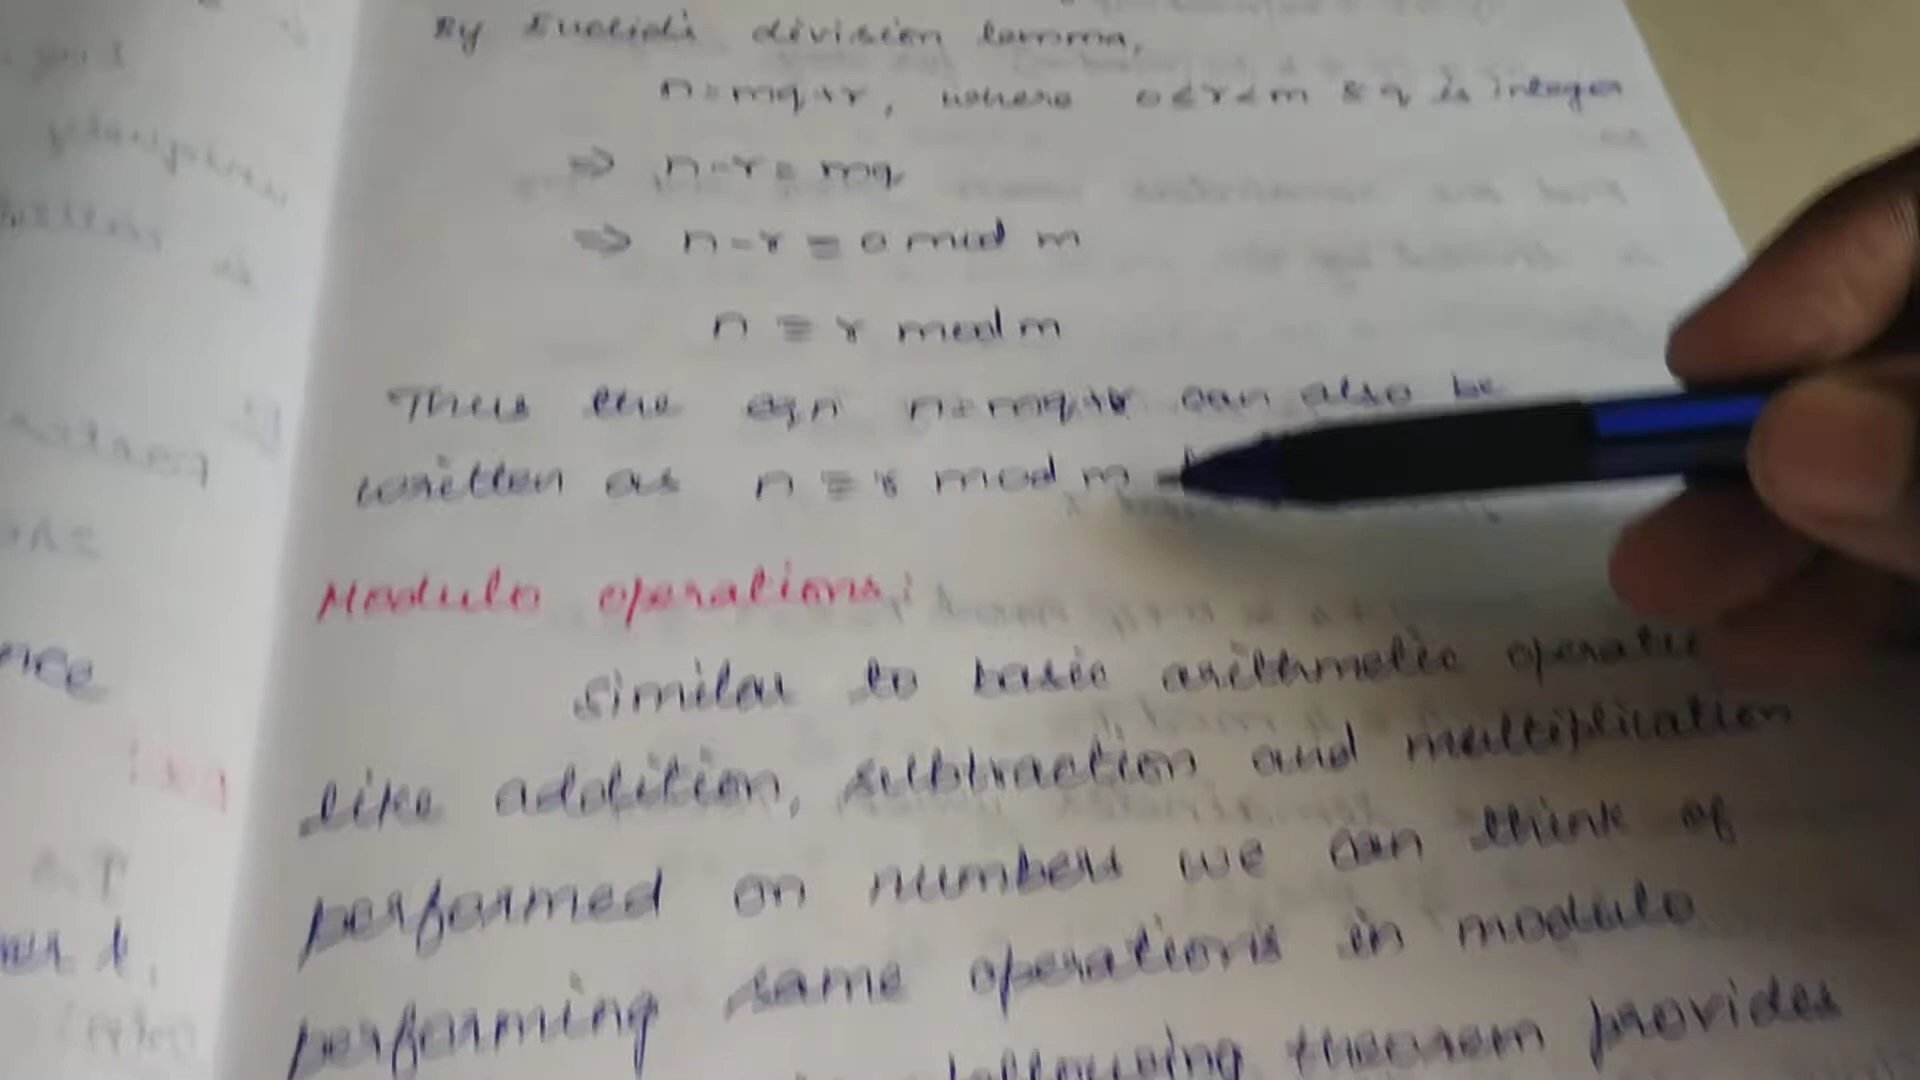 By Euclid's division lemma,
n = mq + r, where 0 ≤ r < m & q is integer
⇒ n - r = mq
⇒ n - r ≡ 0 mod m
n ≡ r mod m
Thus the eqn n = mq + r can also be
written as n ≡ r mod m
Modulo operations:
similar to basic arithmetic
like addition, subtraction and multiplication
performed on numbers we can think of
performing same operations in modulo
following theorem provides